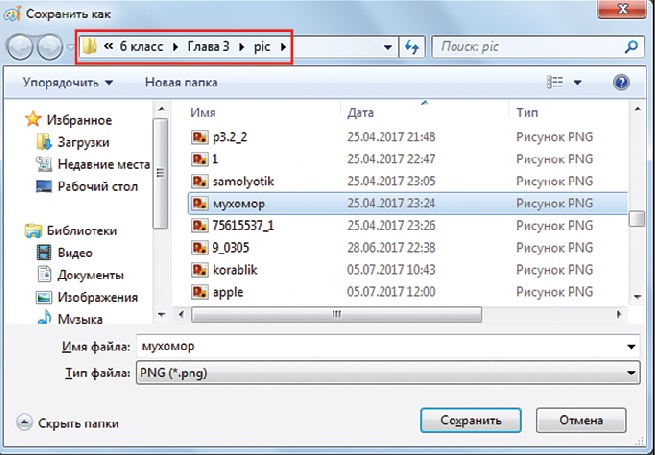 Сохранить как
« 6 класс ▸ Глава 3 ▸ pic ▸
Поиск: pic
Упорядочить ▾ Новая папка
Избранное
Загрузки
Недавние места
Рабочий стол
Библиотеки
Видео
Документы
Изображения
Музыка
Имя Дата Тип
p3.2_2 25.04.2017 21:48 Рисунок PNG
1 25.04.2017 22:47 Рисунок PNG
samolyotik 25.04.2017 23:05 Рисунок PNG
мухомор 25.04.2017 23:24 Рисунок PNG
75615537_1 25.04.2017 23:26 Рисунок PNG
9_0305 28.06.2017 22:38 Рисунок PNG
korablik 05.07.2017 10:43 Рисунок PNG
apple 05.07.2017 12:00 Рисунок PNG
Имя файла: мухомор
Тип файла: PNG (*.png)
Скрыть папки Сохранить Отмена